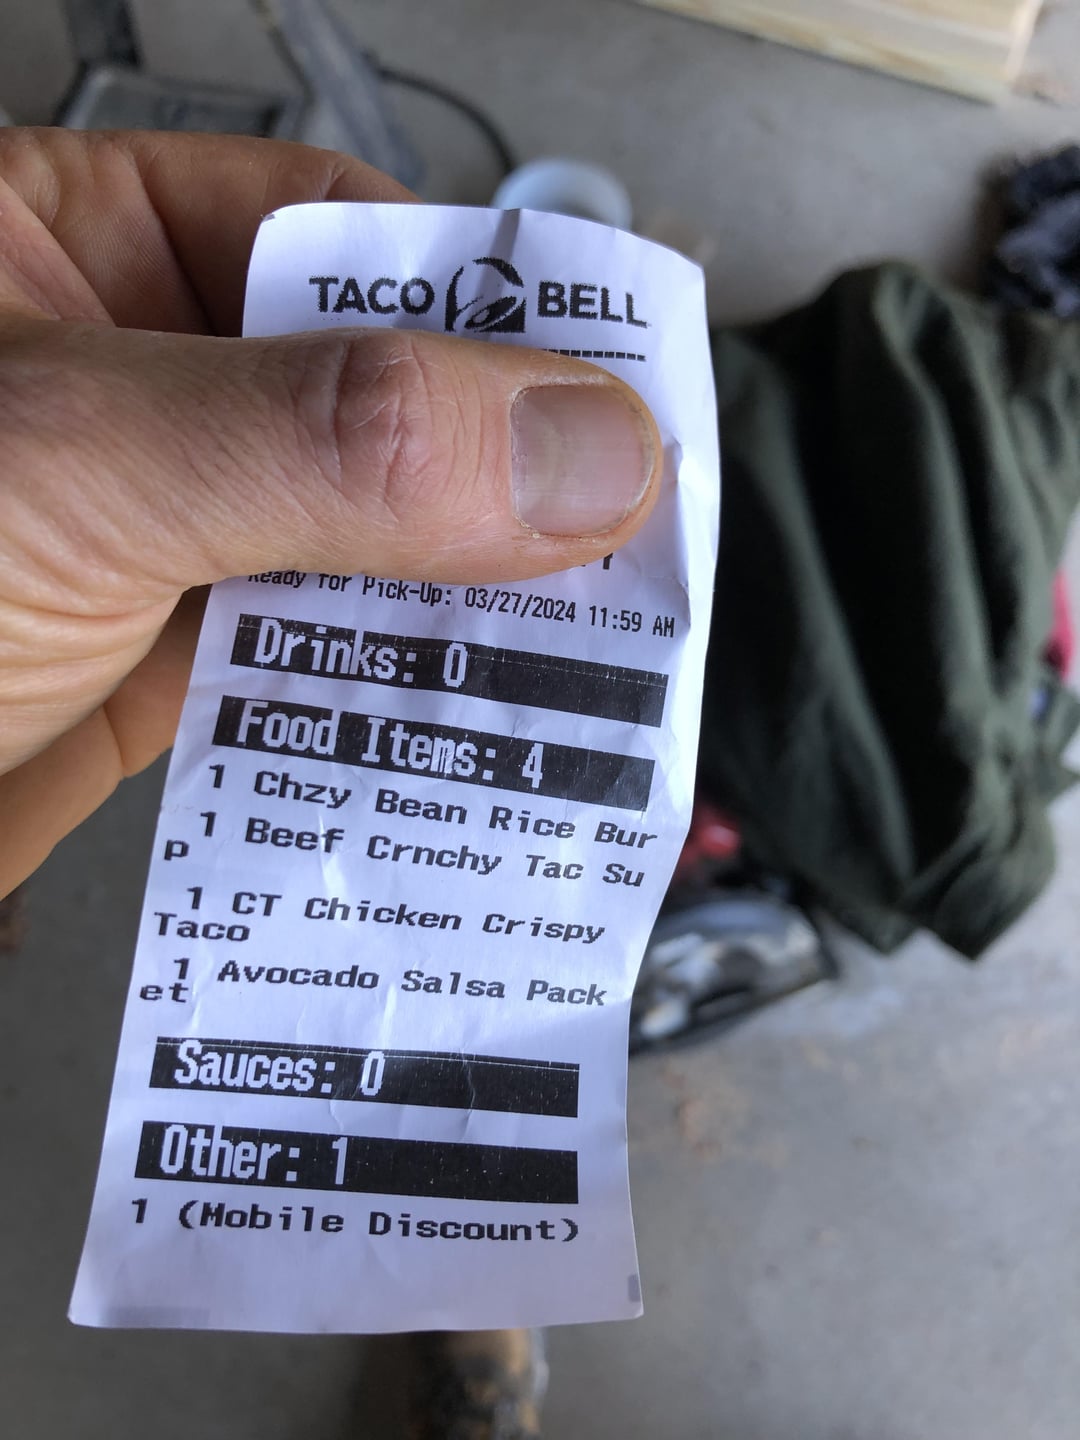 TACO BELL
Ready for Pick-Up: 03/27/2024 11:59 AM
Drinks: 0
Food Items: 4
1 Chzy Bean Rice Bur
1 Beef Crnchy Tac Su
p
1 CT Chicken Crispy
Taco
1 Avocado Salsa Pack
et
Sauces: 0
Other: 1
1 (Mobile Discount)